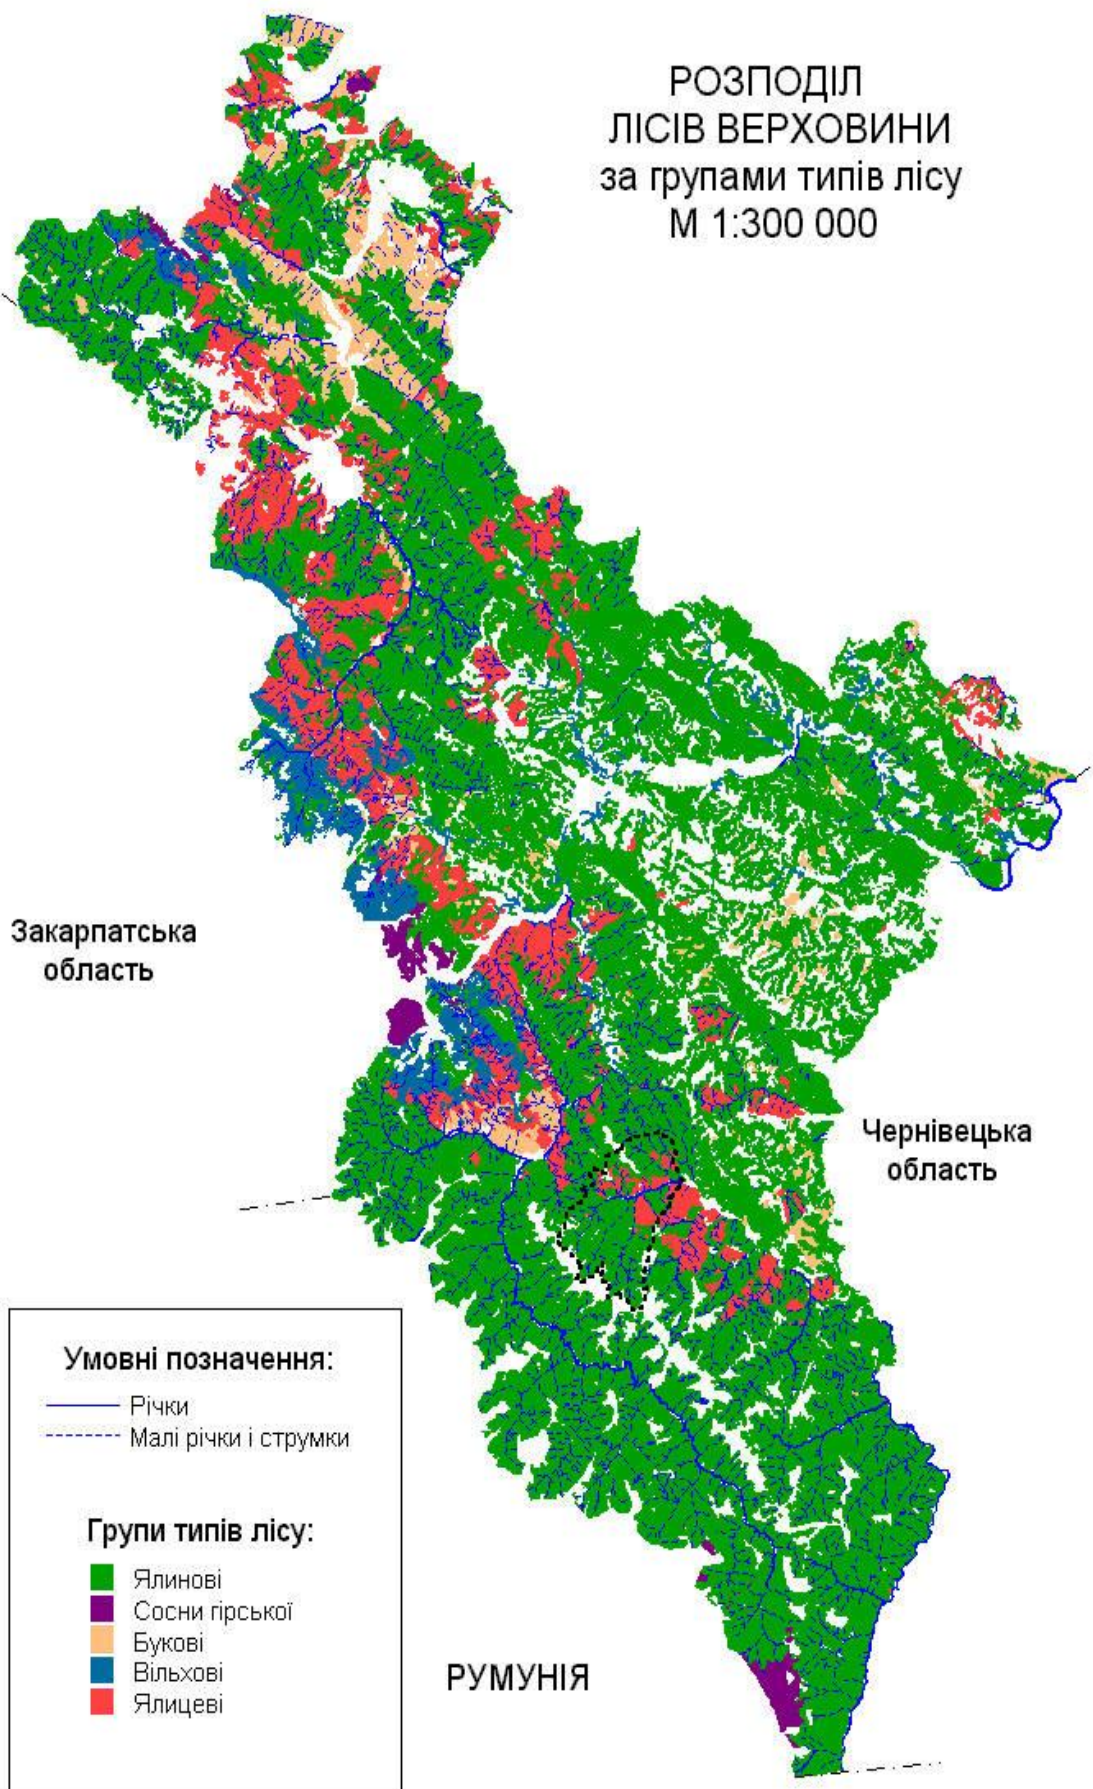 РОЗПОДІЛ
ЛІСІВ ВЕРХОВИНИ
за групами типів лісу
М 1:300 000
Закарпатська
область
Чернівецька
область
Умовні позначення:
Річки
Малі річки і струмки
Групи типів лісу:
Ялинові
Сосни гірської
Букові
Вільхові
Ялицеві
РУМУНІЯ